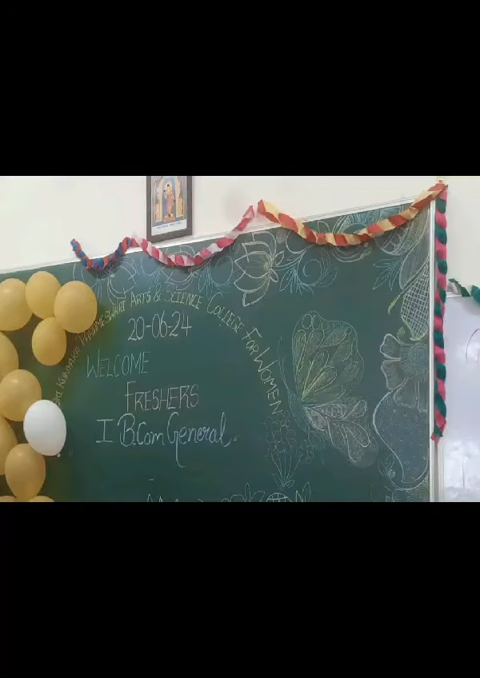 Arts & Science College For Women
20-06-24
Welcome
Freshers
I B.Com General.